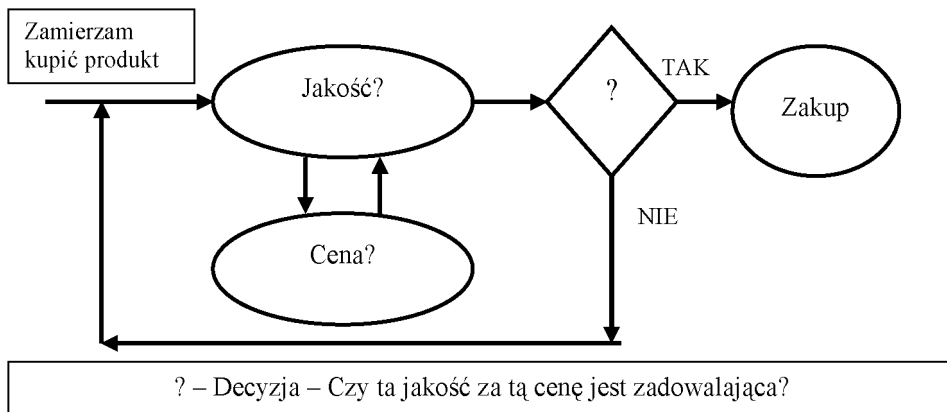 Zamierzam
kupić produkt
Jakość?
?
TAK
Zakup
NIE
Cena?
? – Decyzja – Czy ta jakość za tą cenę jest zadowalająca?